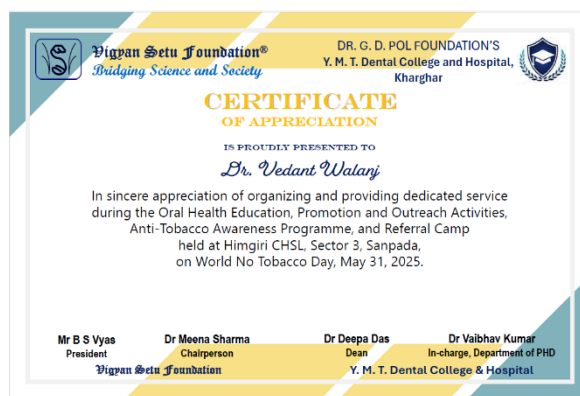 Vigyan Setu Foundation®
Bridging Science and Society
DR. G. D. POL FOUNDATION'S
Y. M. T. Dental College and Hospital,
Kharghar
CERTIFICATE
OF APPRECIATION
IS PROUDLY PRESENTED TO
Dr. Vedant Walanj
In sincere appreciation of organizing and providing dedicated service
during the Oral Health Education, Promotion and Outreach Activities,
Anti-Tobacco Awareness Programme, and Referral Camp
held at Himgiri CHSL, Sector 3, Sanpada,
on World No Tobacco Day, May 31, 2025.
Mr B S Vyas
President
Dr Meena Sharma
Chairperson
Vigyan Setu Foundation
Dr Deepa Das
Dean
Dr Vaibhav Kumar
In-charge, Department of PHD
Y. M. T. Dental College & Hospital